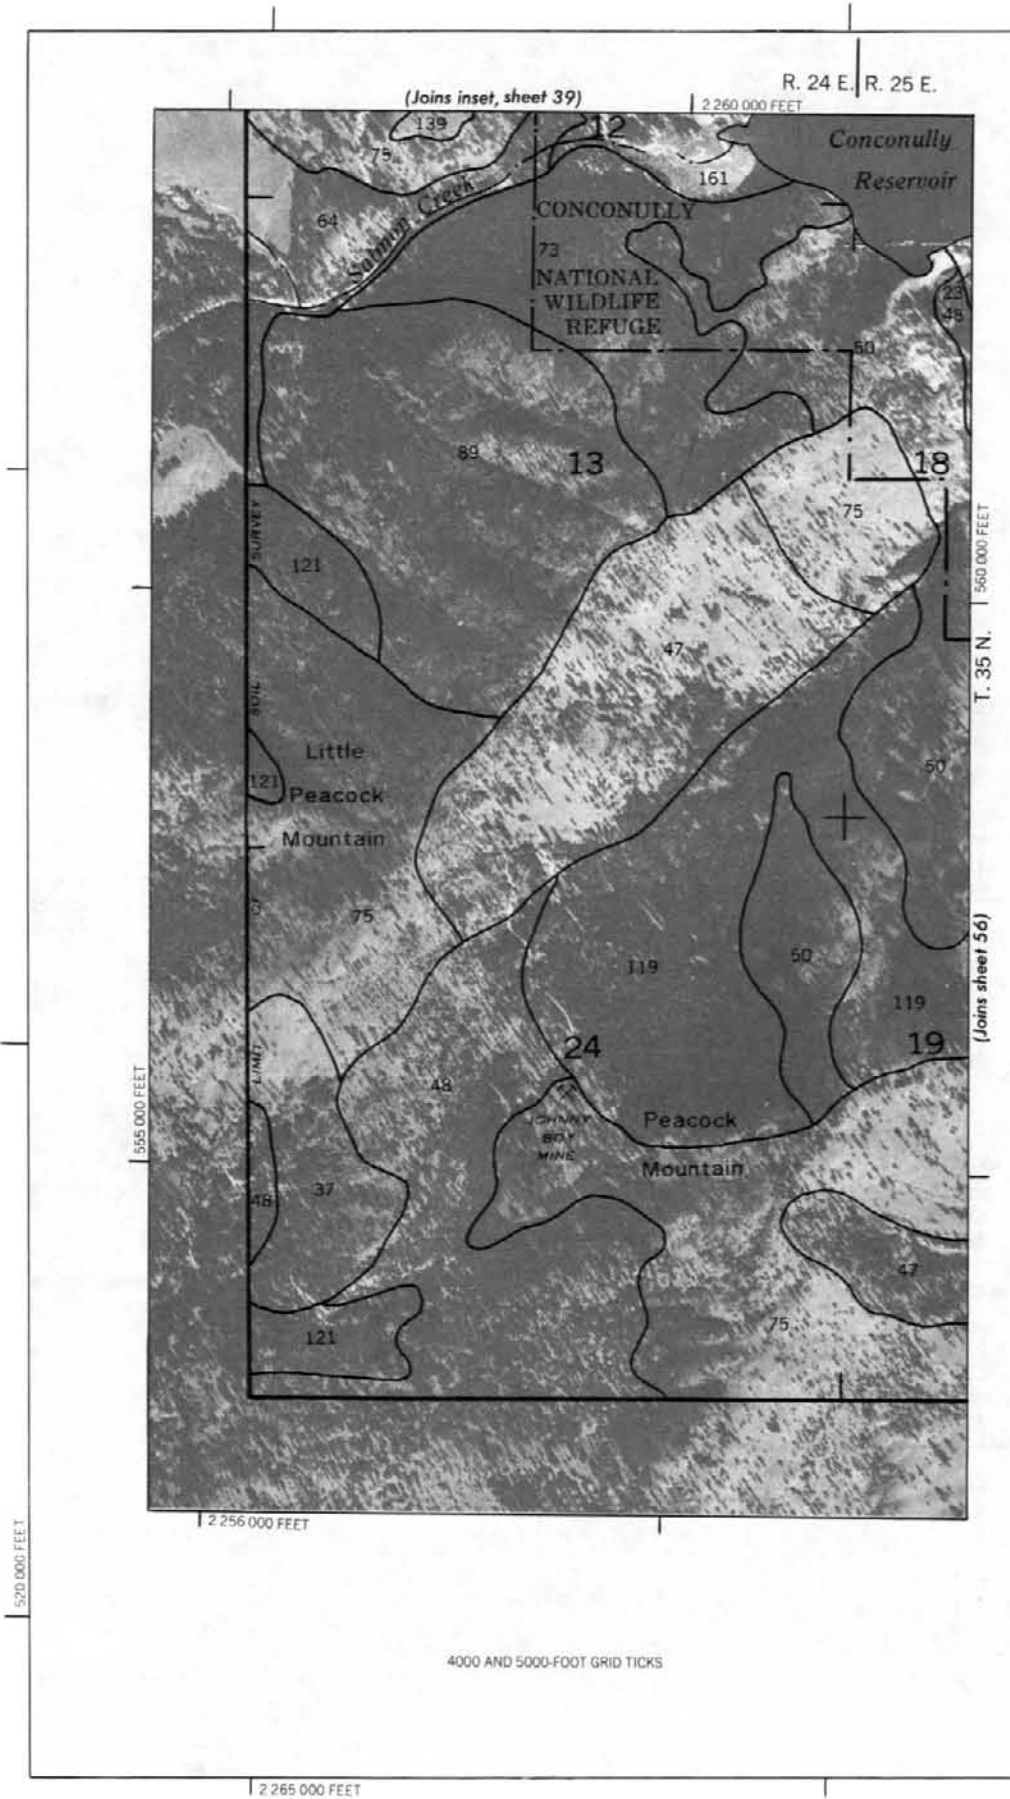 R. 24 E. R. 25 E.
(Joins inset, sheet 39)
2 260 000 FEET
139
12
Conconully
75
Reservoir
161
64
Salmon Creek
CONCONULLY
73
NATIONAL
WILDLIFE
REFUGE
48
50
89
13
18
75
560 000 FEET
121
47
T. 35 N.
LIMIT OF SOIL SURVEY
Little
50
121
Peacock
Mountain
75
119
50
(Joins sheet 56)
119
24
19
48
555 000 FEET
JOHNNY
BOY
MINE
Peacock
Mountain
37
48
47
75
121
2 256 000 FEET
520 000 FEET
4000 AND 5000-FOOT GRID TICKS
2 265 000 FEET